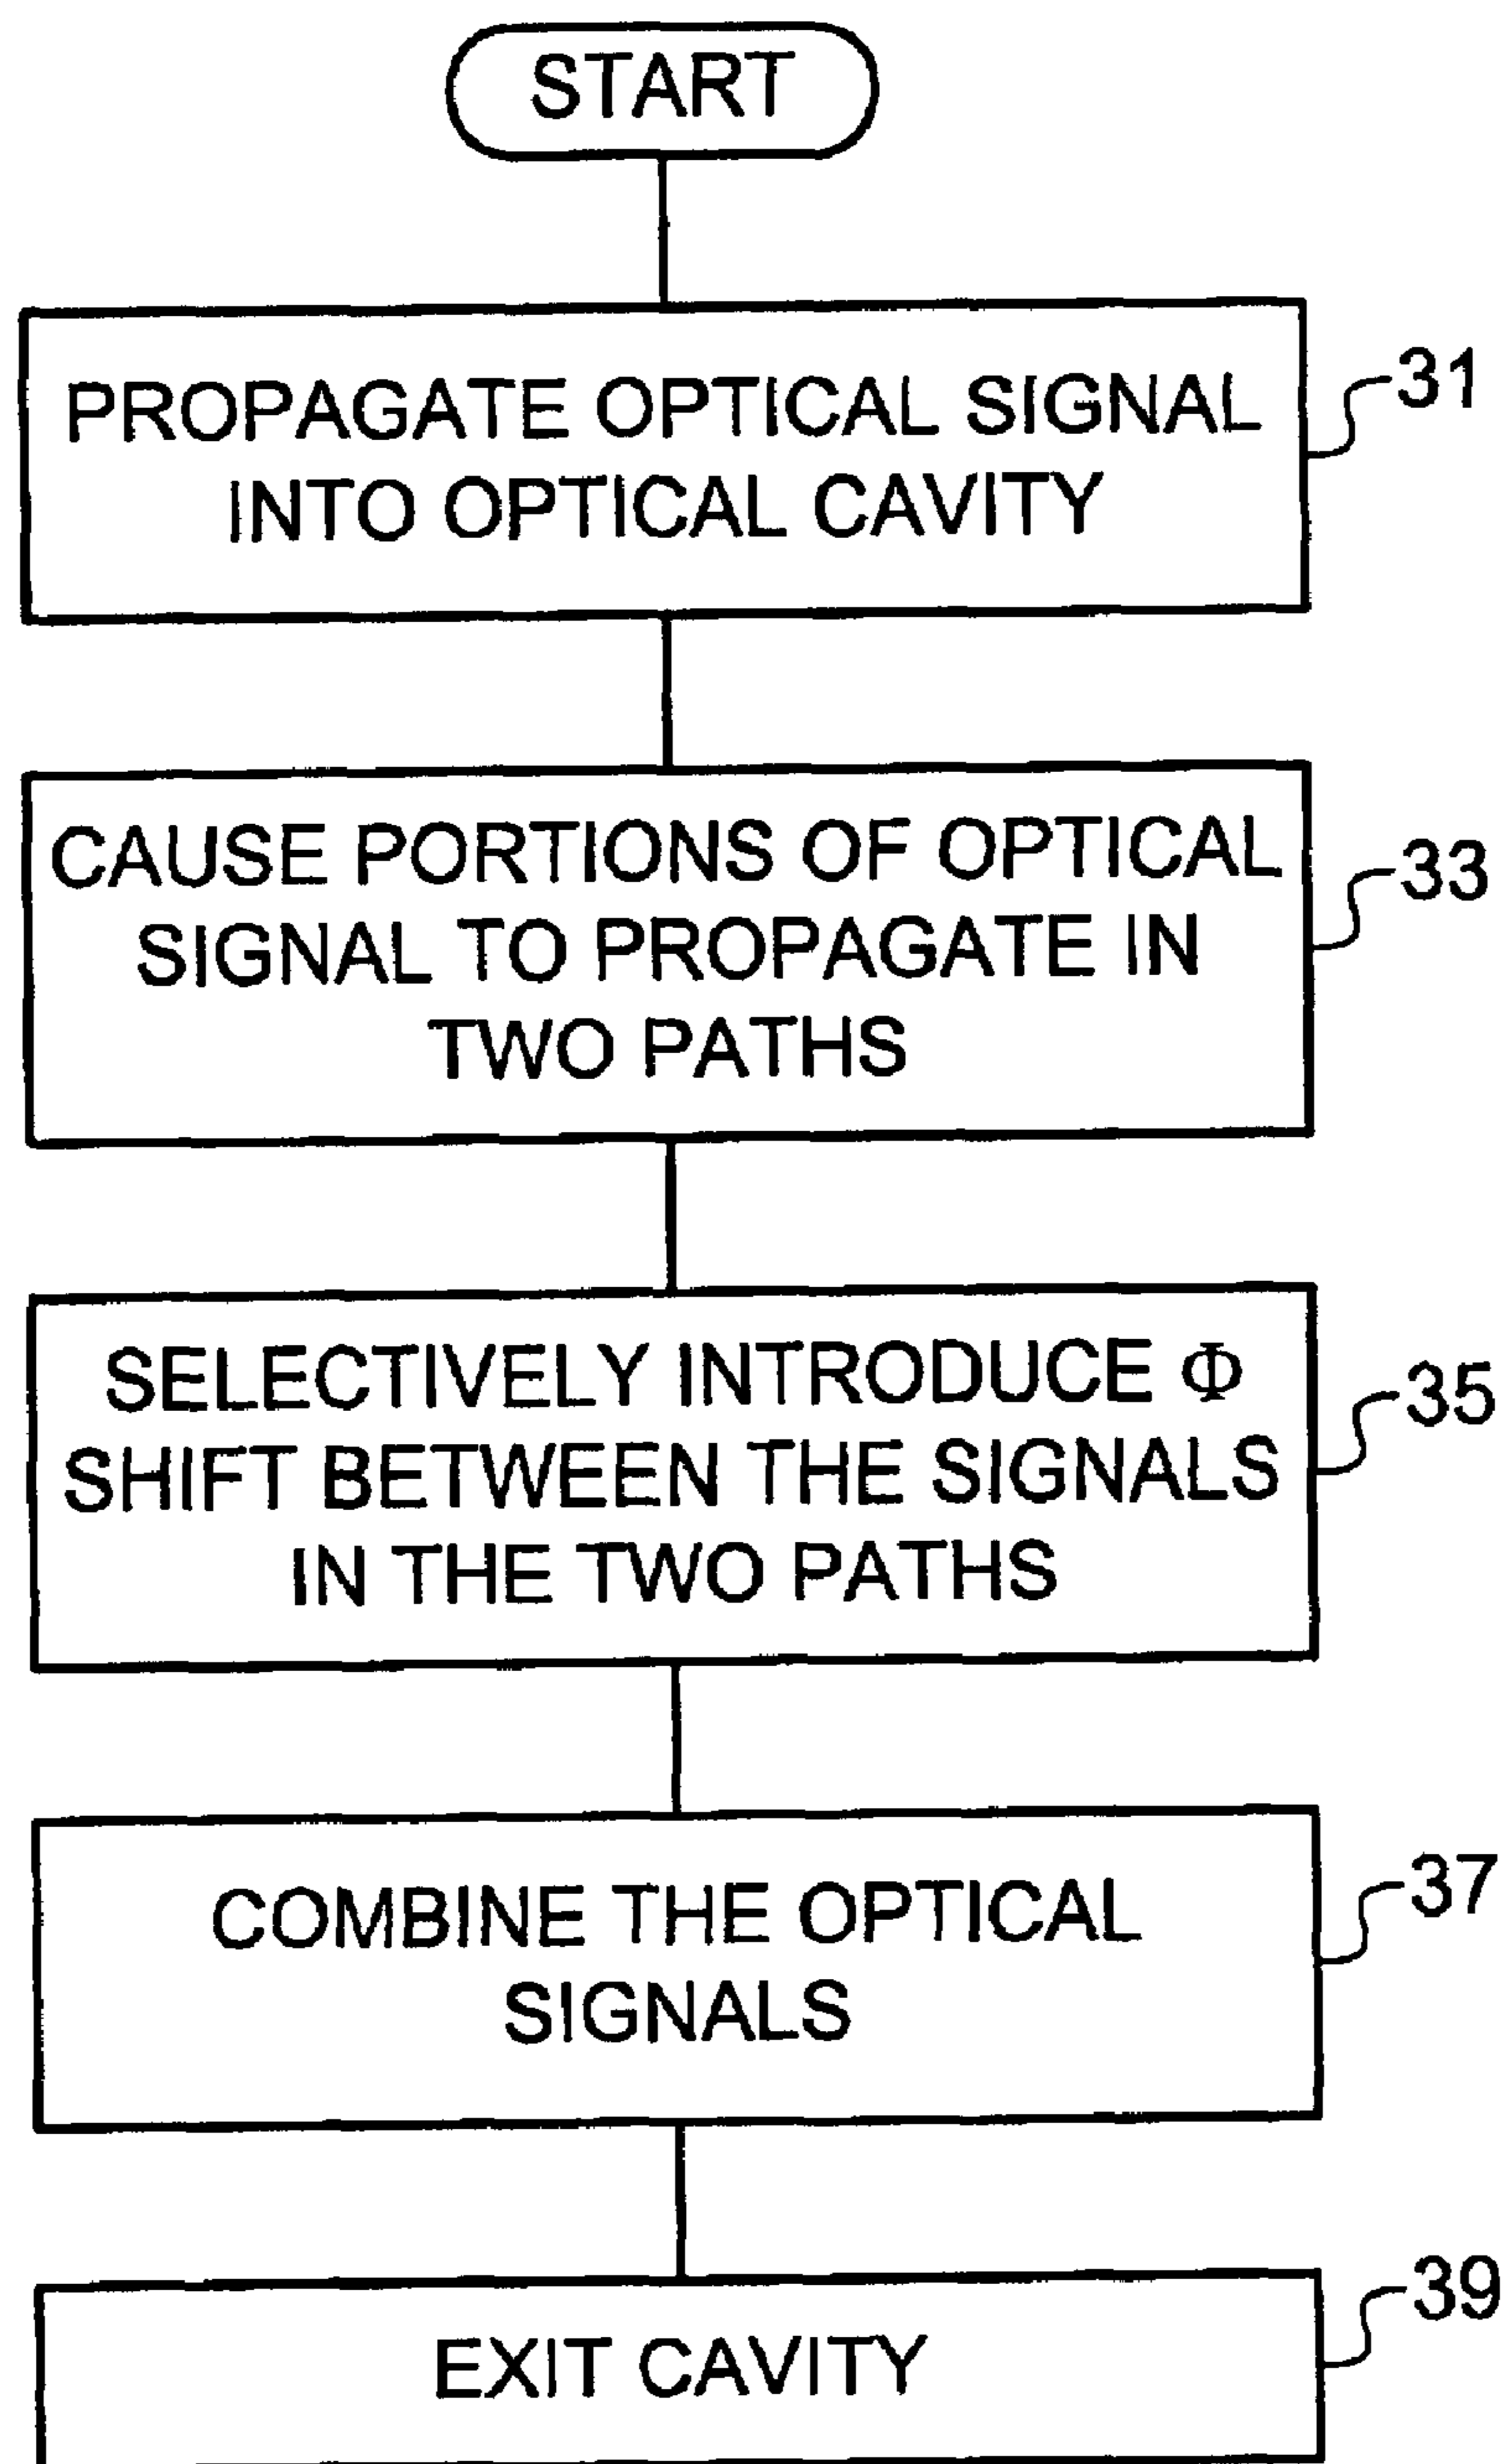 START
PROPAGATE OPTICAL SIGNAL
INTO OPTICAL CAVITY
31
CAUSE PORTIONS OF OPTICAL
SIGNAL TO PROPAGATE IN
TWO PATHS
33
SELECTIVELY INTRODUCE Φ
SHIFT BETWEEN THE SIGNALS
IN THE TWO PATHS
35
COMBINE THE OPTICAL
SIGNALS
37
EXIT CAVITY
39